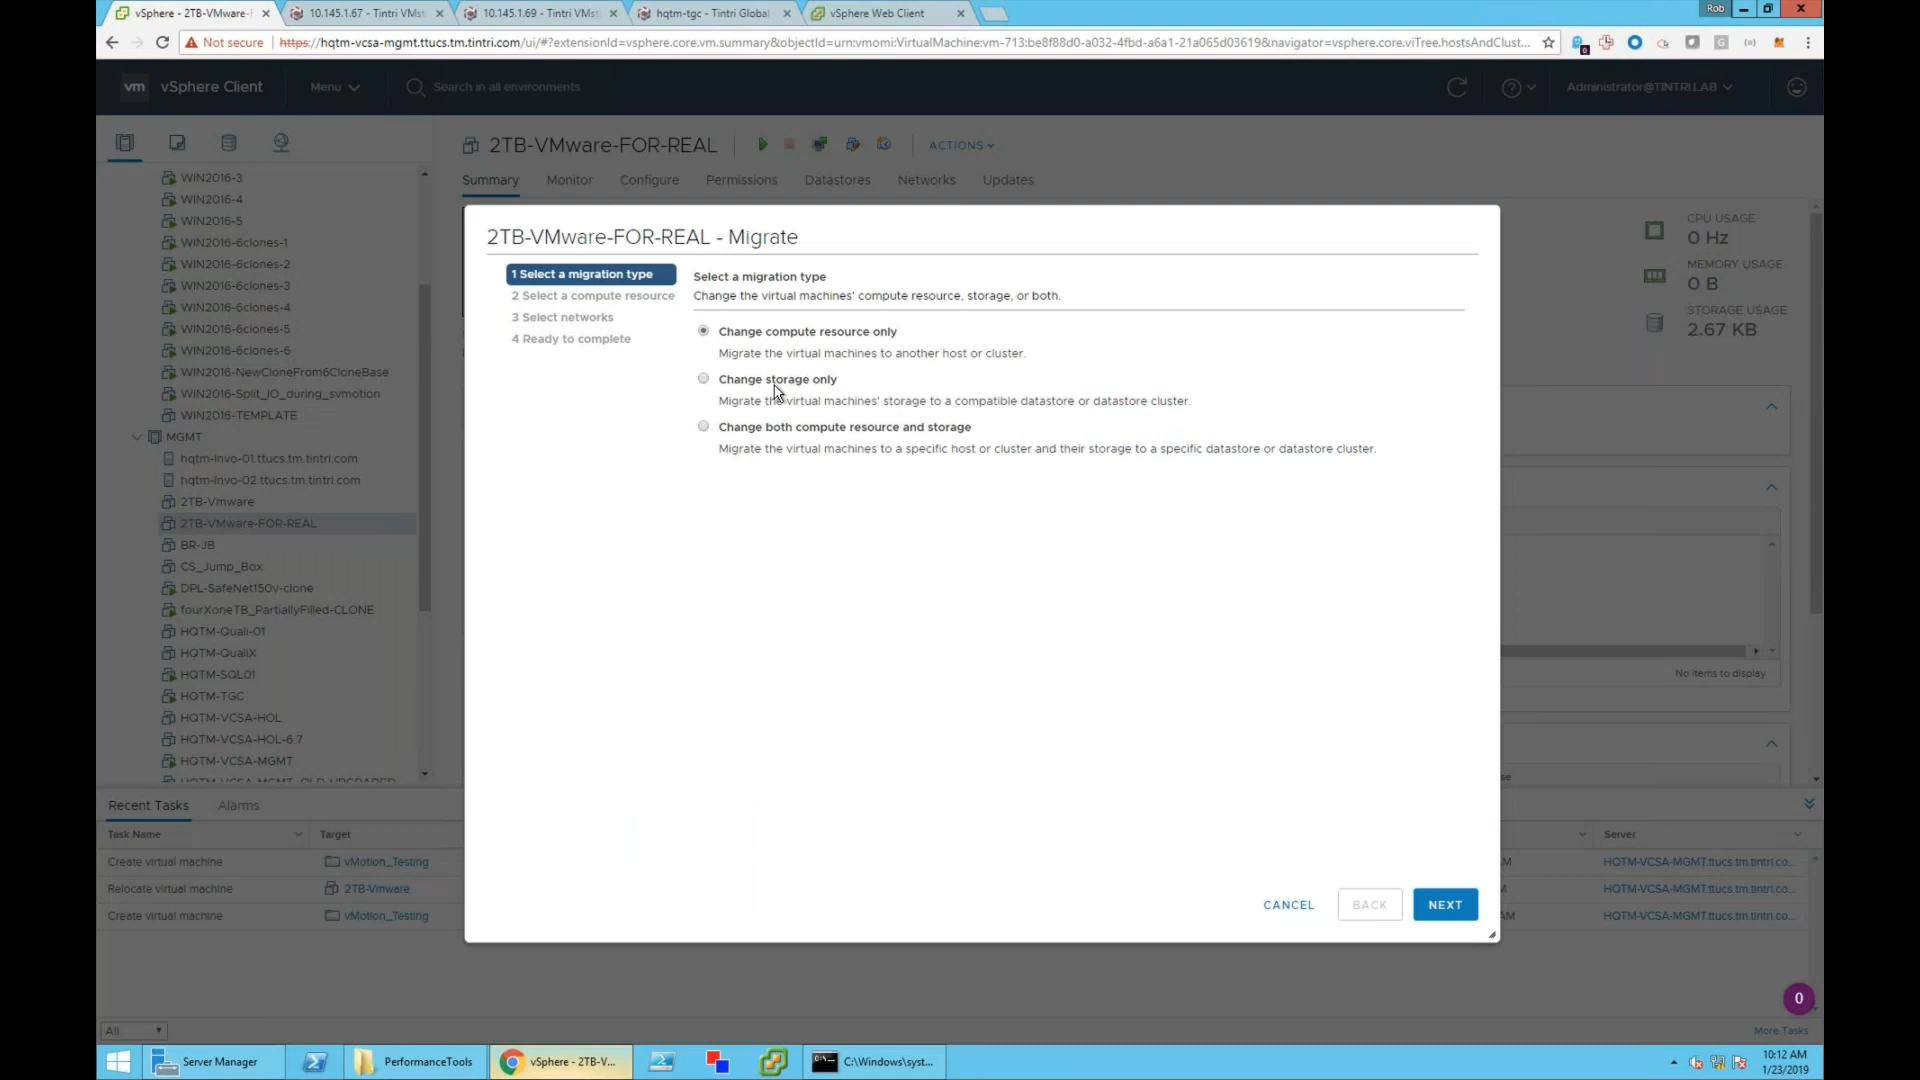 vSphere - 2TB-VMware-F
10.145.1.67 - Tintri VMst
10.145.1.69 - Tintri VMst
hqtm-tgc - Tintri Global
vSphere Web Client
Rob
Not secure
https://hqtm-vcsa-mgmt.ttucs.tm.tintri.com/ui/#?extensionId=vsphere.core.vm.summary&objectId=urn:vmomi:VirtualMachine:vm-713:be8f88d0-a032-4fbd-a6a1-21a065d03619&navigator=vsphere.core.viTree.hostsAndClust...
vm vSphere Client
Menu
Search in all environments
Administrator@TINTRI.LAB
WIN2016-3
WIN2016-4
WIN2016-5
WIN2016-6clones-1
WIN2016-6clones-2
WIN2016-6clones-3
WIN2016-6clones-4
WIN2016-6clones-5
WIN2016-6clones-6
WIN2016-NewCloneFrom6CloneBase
WIN2016-Split_IO_during_svmotion
WIN2016-TEMPLATE
MGMT
hqtm-invo-01.ttucs.tm.tintri.com
hqtm-invo-02.ttucs.tm.tintri.com
2TB-Vmware
2TB-VMware-FOR-REAL
BR-JB
CS_Jump_Box
DPL-SafeNet150v-clone
fourXoneTB_PartiallyFilled-CLONE
HQTM-Quali-01
HQTM-QualiX
HQTM-SQL01
HQTM-TGC
HQTM-VCSA-HOL
HQTM-VCSA-HOL-6.7
HQTM-VCSA-MGMT
HQTM-VCSA-MGMT_OLD-UPGRADED
2TB-VMware-FOR-REAL
ACTIONS
Summary
Monitor
Configure
Permissions
Datastores
Networks
Updates
CPU USAGE
0 Hz
MEMORY USAGE
0 B
STORAGE USAGE
2.67 KB
No items to display
2TB-VMware-FOR-REAL - Migrate
1 Select a migration type
2 Select a compute resource
3 Select networks
4 Ready to complete
Select a migration type
Change the virtual machines' compute resource, storage, or both.
Change compute resource only
Migrate the virtual machines to another host or cluster.
Change storage only
Migrate the virtual machines' storage to a compatible datastore or datastore cluster.
Change both compute resource and storage
Migrate the virtual machines to a specific host or cluster and their storage to a specific datastore or datastore cluster.
CANCEL
BACK
NEXT
Recent Tasks
Alarms
Task Name
Target
Server
Create virtual machine
vMotion_Testing
HQTM-VCSA-MGMT.ttucs.tm.tintri.co...
Relocate virtual machine
2TB-Vmware
HQTM-VCSA-MGMT.ttucs.tm.tintri.co...
Create virtual machine
vMotion_Testing
HQTM-VCSA-MGMT.ttucs.tm.tintri.co...
0
All
More Tasks
Server Manager
PerformanceTools
vSphere - 2TB-V...
C:\Windows\syst...
10:12 AM
1/23/2019